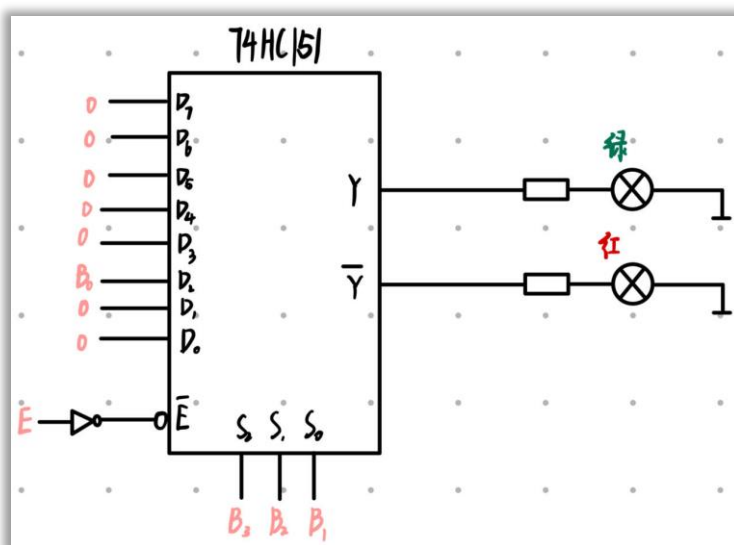 74HC151
0 D₇
0 D₆
0 D₅
0 D₄
0 D₃
B₀ D₂
0 D₁
0 D₀
E E̅
S₂ S₁ S₀
B₃ B₂ B₁
Y
绿
Y̅
红